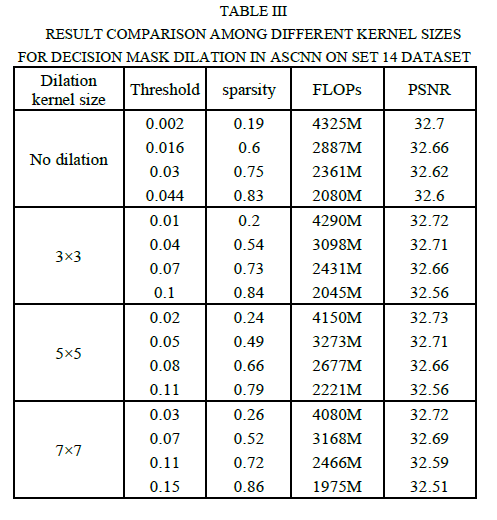 TABLE III
RESULT COMPARISON AMONG DIFFERENT KERNEL SIZES
FOR DECISION MASK DILATION IN ASCNN ON SET 14 DATASET
Dilation kernel size Threshold sparsity FLOPs PSNR
No dilation
0.002 0.19 4325M 32.7
0.016 0.6 2887M 32.66
0.03 0.75 2361M 32.62
0.044 0.83 2080M 32.6
3×3
0.01 0.2 4290M 32.72
0.04 0.54 3098M 32.71
0.07 0.73 2431M 32.66
0.1 0.84 2045M 32.56
5×5
0.02 0.24 4150M 32.73
0.05 0.49 3273M 32.71
0.08 0.66 2677M 32.66
0.11 0.79 2221M 32.56
7×7
0.03 0.26 4080M 32.72
0.07 0.52 3168M 32.69
0.11 0.72 2466M 32.59
0.15 0.86 1975M 32.51